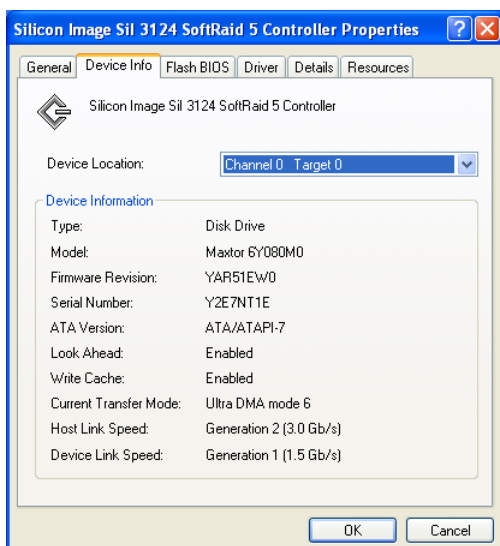 Silicon Image SiI 3124 SoftRaid 5 Controller Properties
General Device Info Flash BIOS Driver Details Resources
Silicon Image SiI 3124 SoftRaid 5 Controller
Device Location: Channel 0 Target 0
Device Information
Type: Disk Drive
Model: Maxtor 6Y080M0
Firmware Revision: YAR51EW0
Serial Number: Y2E7NT1E
ATA Version: ATA/ATAPI-7
Look Ahead: Enabled
Write Cache: Enabled
Current Transfer Mode: Ultra DMA mode 6
Host Link Speed: Generation 2 (3.0 Gb/s)
Device Link Speed: Generation 1 (1.5 Gb/s)
OK Cancel